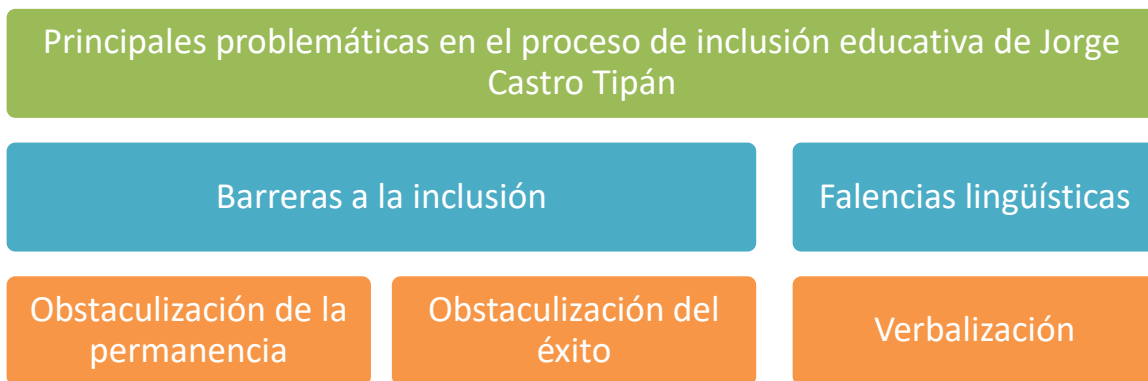 Principales problemáticas en el proceso de inclusión educativa de Jorge
Castro Tipán
Barreras a la inclusión
Falencias lingüísticas
Obstaculización de la
permanencia
Obstaculización del
éxito
Verbalización